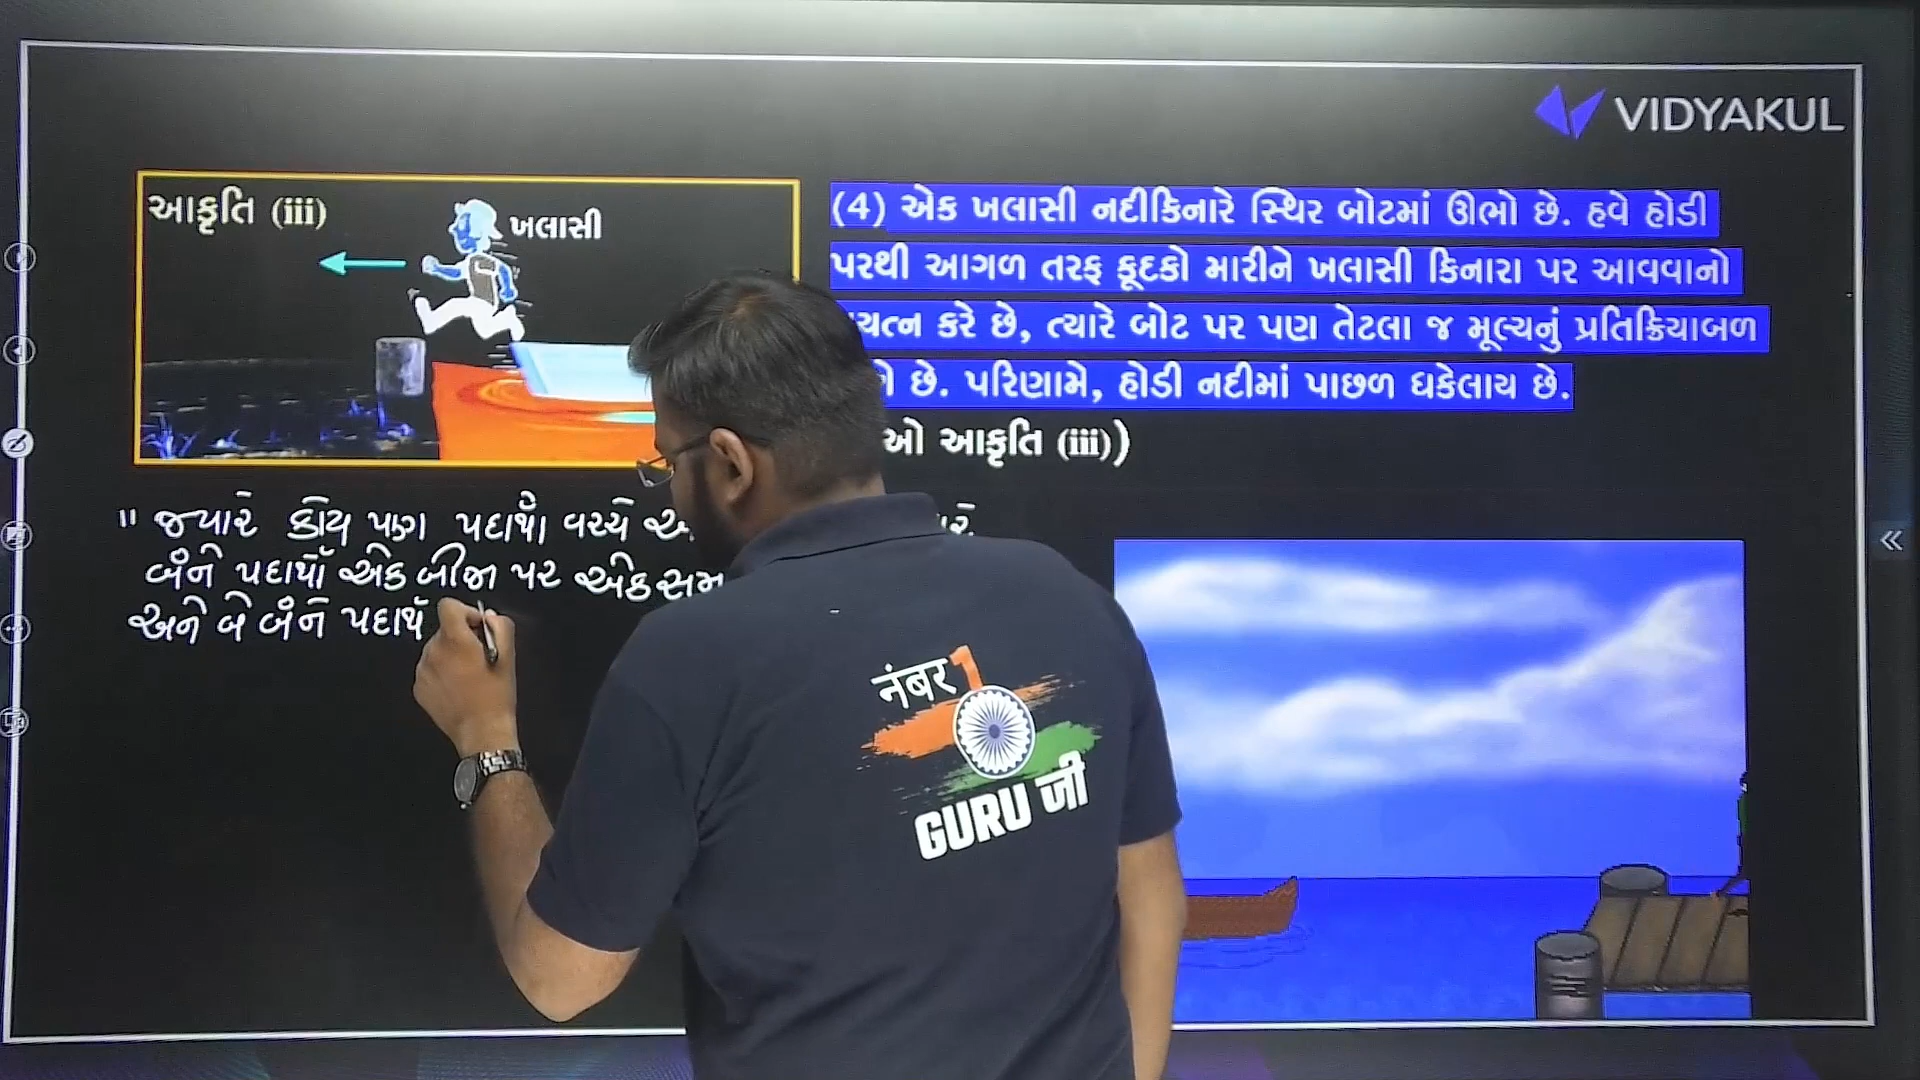 VIDYAKUL
આકૃતિ (iii)
ખલાસી
(4) એક ખલાસી નદીકિનારે સ્થિર બોટમાં ઊભો છે. હવે હોડી
પરથી આગળ તરફ કૂદકો મારીને ખલાસી કિનારા પર આવવાનો
કરે છે, ત્યારે બોટ પર પણ તેટલા જ મૂલ્યનું પ્રતિક્રિયાબળ
છે. પરિણામે, હોડી નદીમાં પાછળ ધકેલાય છે.
આકૃતિ (iii))
" જ્યારે કોય પણ પદાર્થો વચ્ચે
બંને પદાર્થો એક બીજા પર એક
અને બે બંને પદાર્થ
नंबर 1
GURU जी